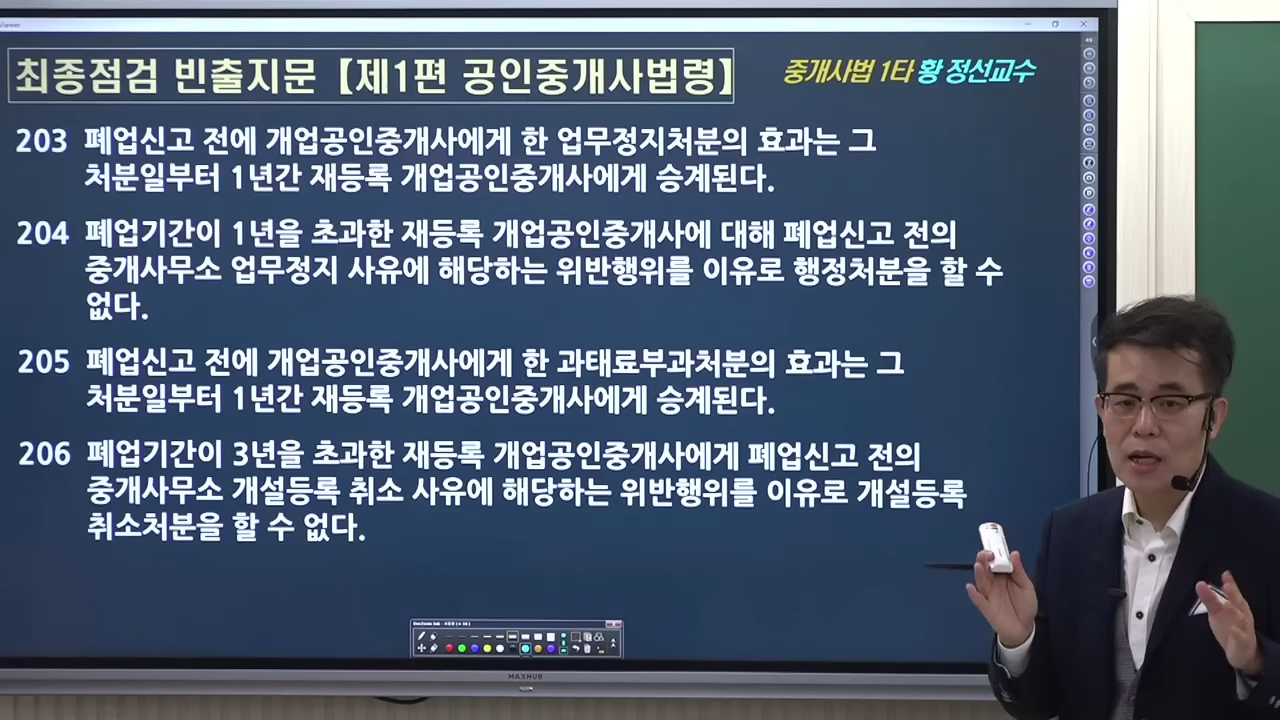 최종점검 빈출지문【제1편 공인중개사법령】
중개사법 1타 황 정선교수
203 폐업신고 전에 개업공인중개사에게 한 업무정지처분의 효과는 그
처분일부터 1년간 재등록 개업공인중개사에게 승계된다.
204 폐업기간이 1년을 초과한 재등록 개업공인중개사에 대해 폐업신고 전의
중개사무소 업무정지 사유에 해당하는 위반행위를 이유로 행정처분을 할 수
없다.
205 폐업신고 전에 개업공인중개사에게 한 과태료부과처분의 효과는 그
처분일부터 1년간 재등록 개업공인중개사에게 승계된다.
206 폐업기간이 3년을 초과한 재등록 개업공인중개사에게 폐업신고 전의
중개사무소 개설등록 취소 사유에 해당하는 위반행위를 이유로 개설등록
취소처분을 할 수 없다.
MAXHUB